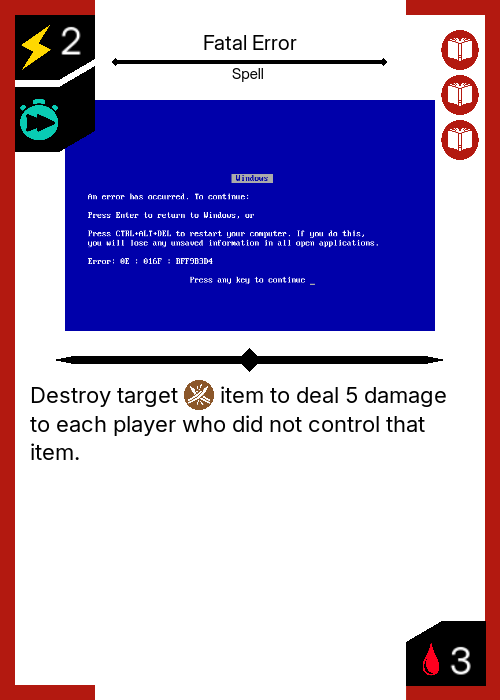 2
Fatal Error
Spell
Windows
An error has occurred. To continue:
Press Enter to return to Windows, or
Press CTRL+ALT+DEL to restart your computer. If you do this,
you will lose any unsaved information in all open applications.
Error: 0E : 016F : BFF9B3D4
Press any key to continue _
Destroy target item to deal 5 damage
to each player who did not control that
item.
3